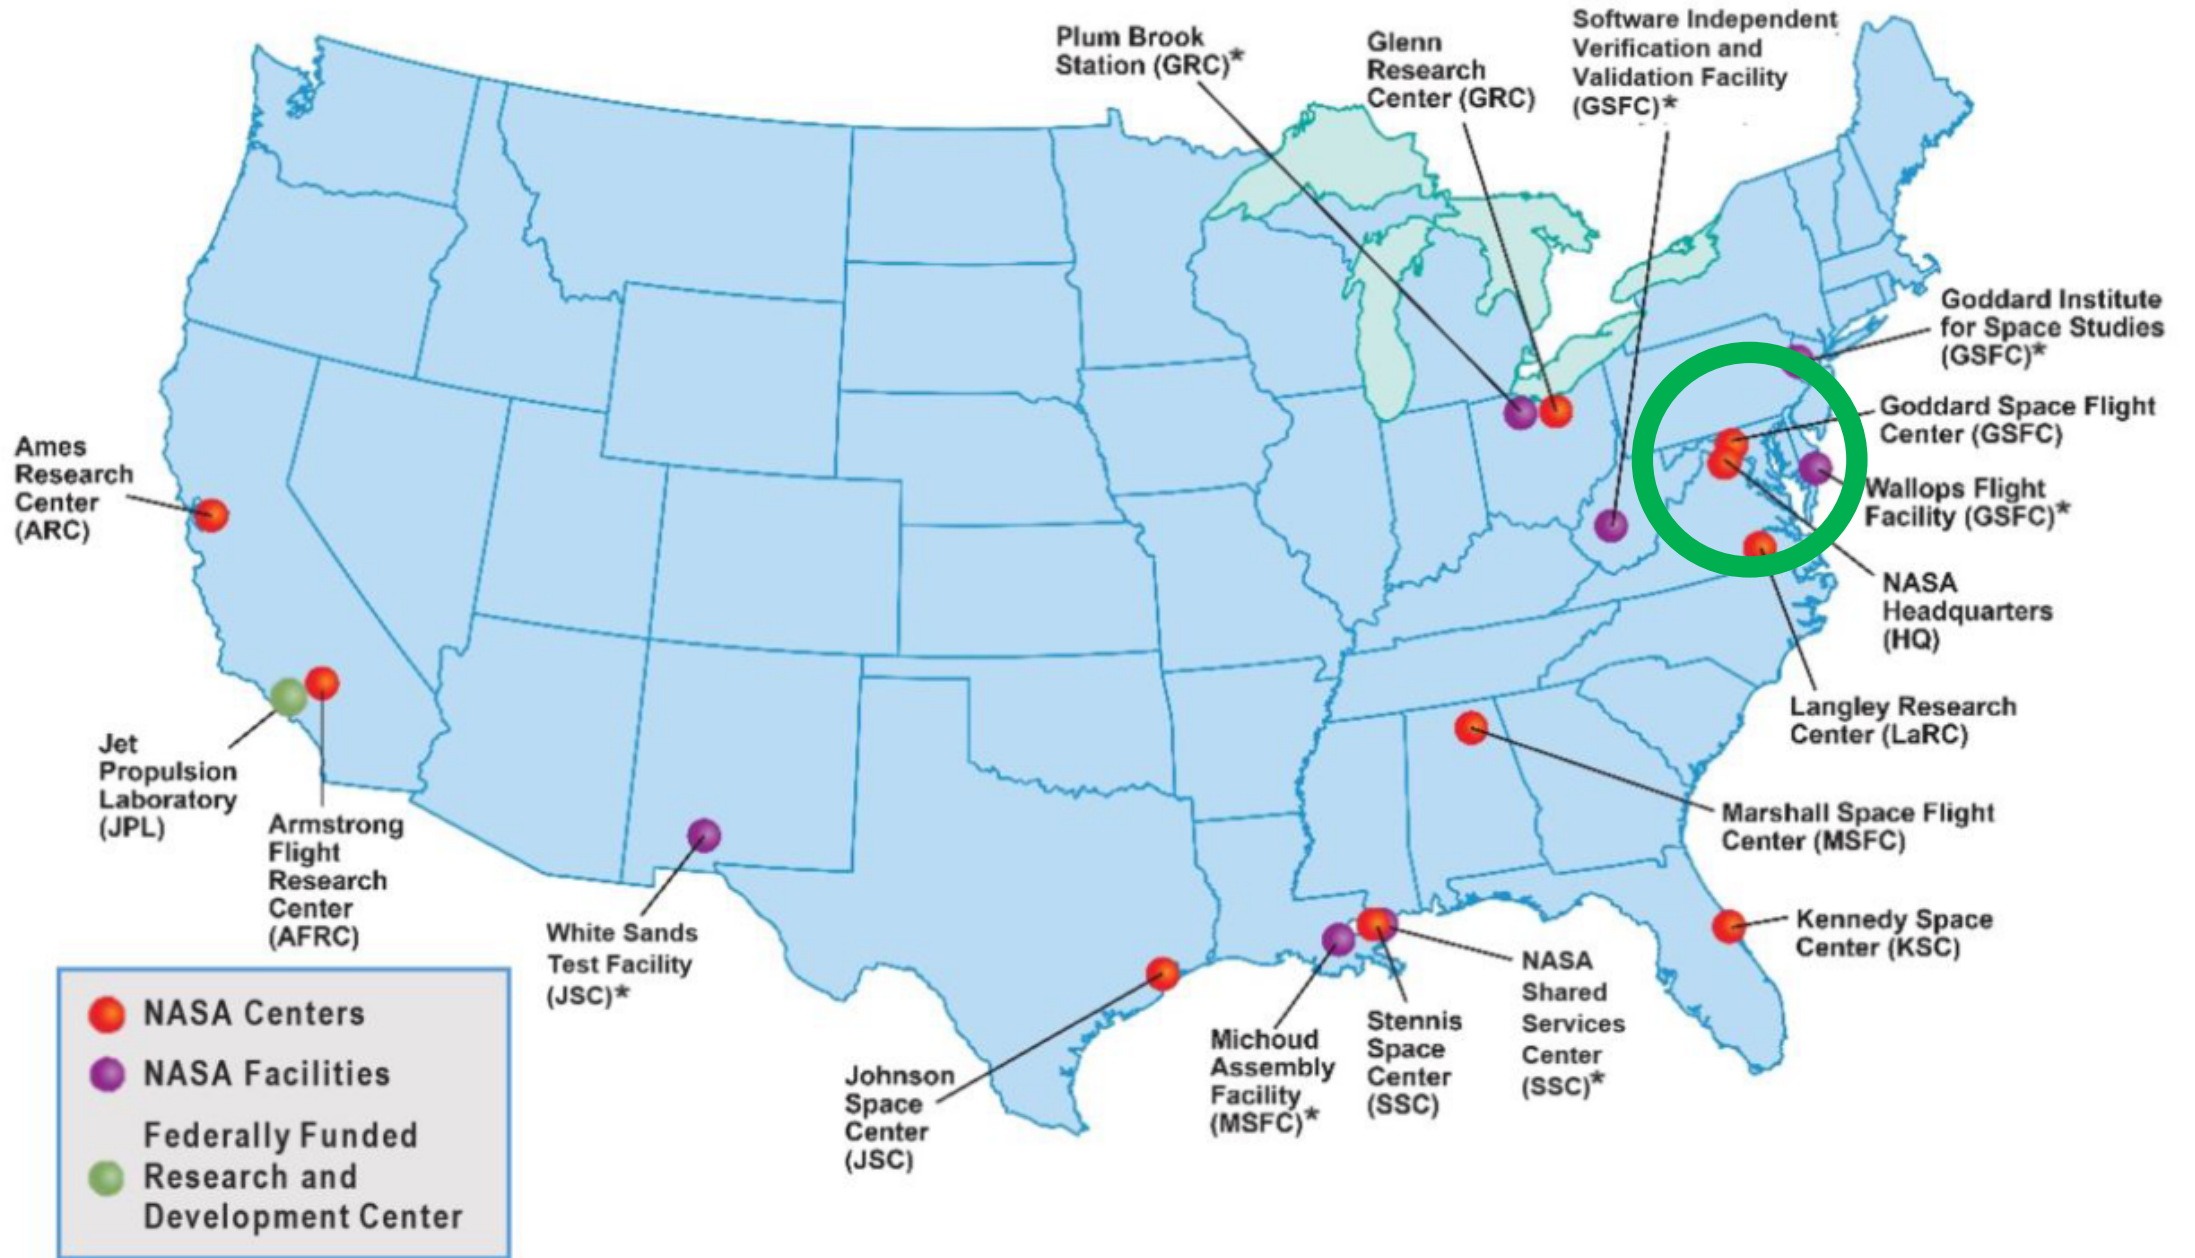 Plum Brook
Station (GRC)*
Glenn
Research
Center (GRC)
Software Independent
Verification and
Validation Facility
(GSFC)*
Goddard Institute
for Space Studies
(GSFC)*
Goddard Space Flight
Center (GSFC)
Wallops Flight
Facility (GSFC)*
NASA
Headquarters
(HQ)
Langley Research
Center (LaRC)
Marshall Space Flight
Center (MSFC)
Kennedy Space
Center (KSC)
Ames
Research
Center
(ARC)
Jet
Propulsion
Laboratory
(JPL)
Armstrong
Flight
Research
Center
(AFRC)
White Sands
Test Facility
(JSC)*
Johnson
Space
Center
(JSC)
Michoud
Assembly
Facility
(MSFC)*
Stennis
Space
Center
(SSC)
NASA
Shared
Services
Center
(SSC)*
NASA Centers
NASA Facilities
Federally Funded
Research and
Development Center